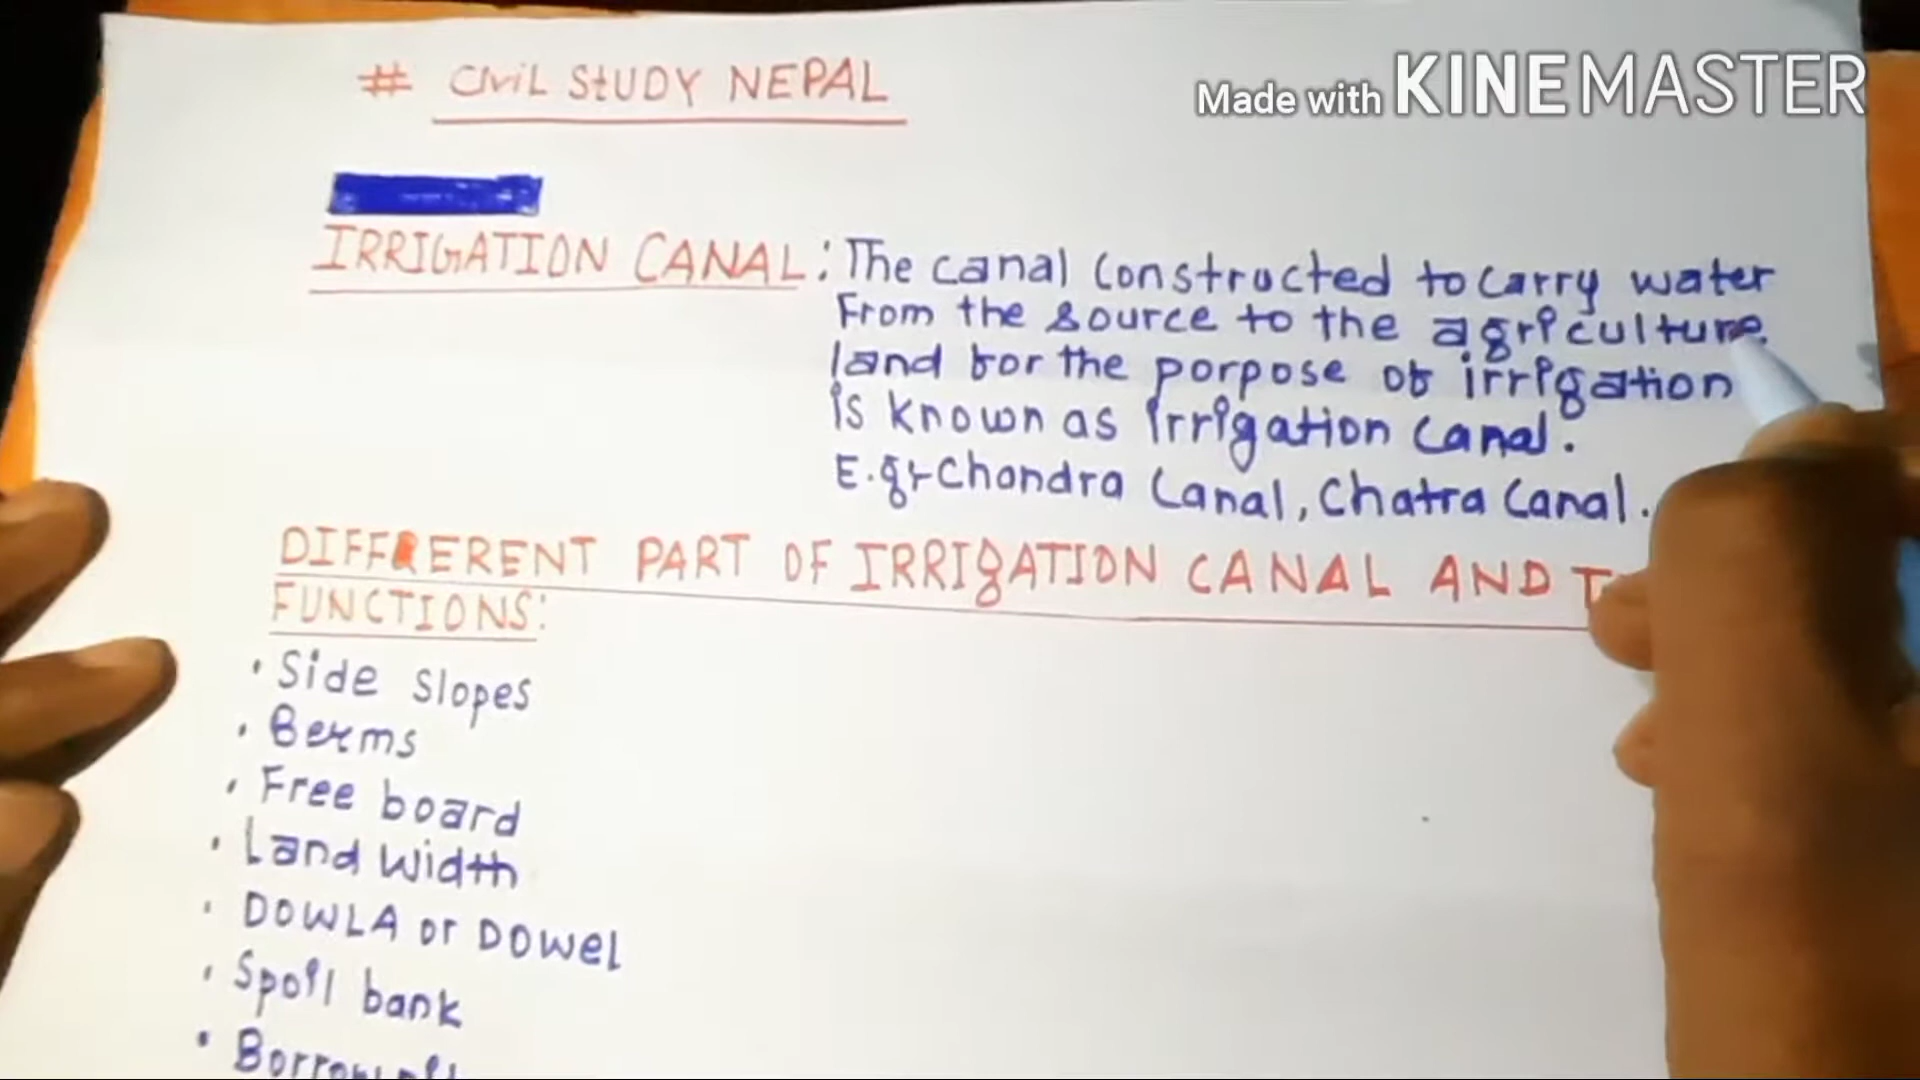 # CIVIL STUDY NEPAL
Made with KINEMASTER
IRRIGATION CANAL: The canal constructed to carry water
From the source to the agriculture
land for the porpose of irrigation
is known as irrigation canal.
E.g:- Chandra Canal, Chatra Canal.
DIFFERENT PART OF IRRIGATION CANAL AND
FUNCTIONS:
• Side slopes
• Berms
• Free board
• Land width
• DOWLA or DOWEL
• Spoil bank